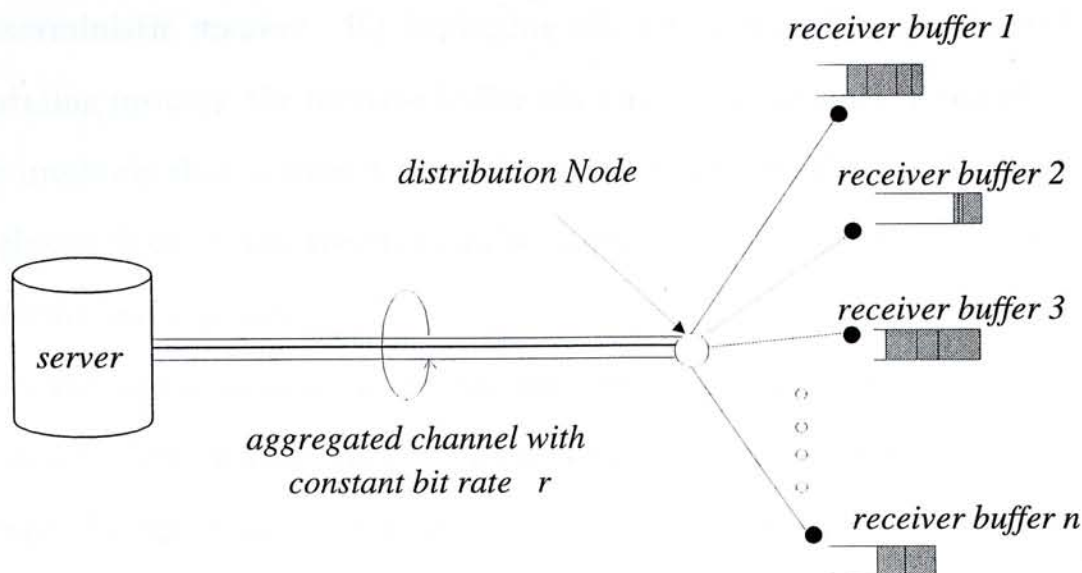 receiver buffer 1
distribution Node
receiver buffer 2
receiver buffer 3
server
aggregated channel with
constant bit rate r
receiver buffer n